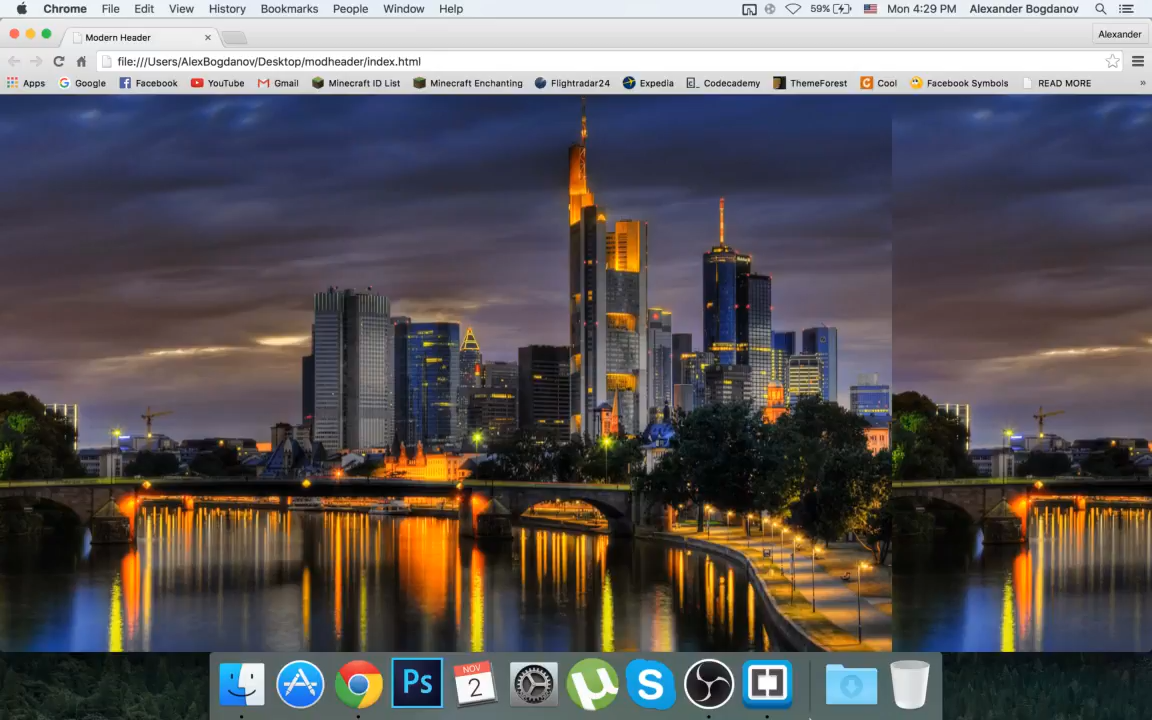 Chrome File Edit View History Bookmarks People Window Help 59% Mon 4:29 PM Alexander Bogdanov
Modern Header Alexander
file:///Users/AlexBogdanov/Desktop/modheader/index.html
Apps Google Facebook YouTube Gmail Minecraft ID List Minecraft Enchanting Flightradar24 Expedia Codecademy ThemeForest Cool Facebook Symbols READ MORE »
Ps NOV 2 µ S